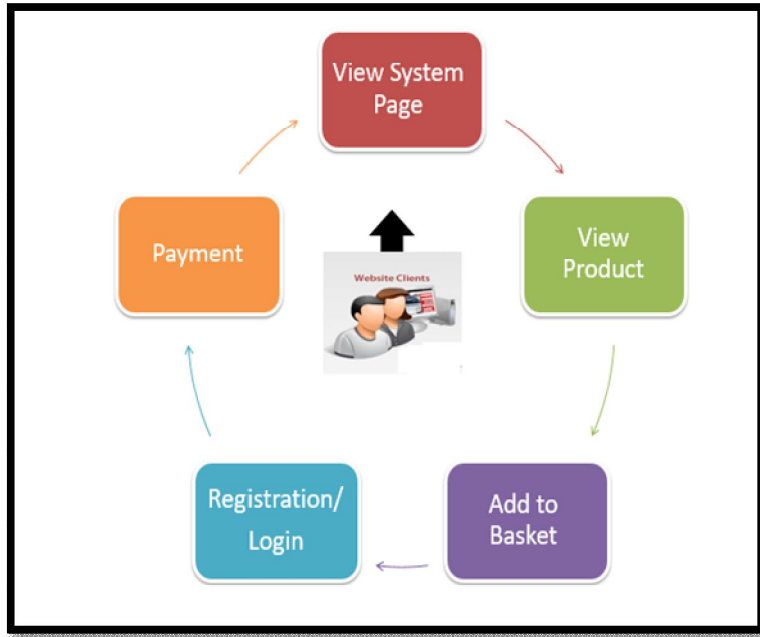 View System
Page
View
Product
Add to
Basket
Registration/
Login
Payment
Website Clients